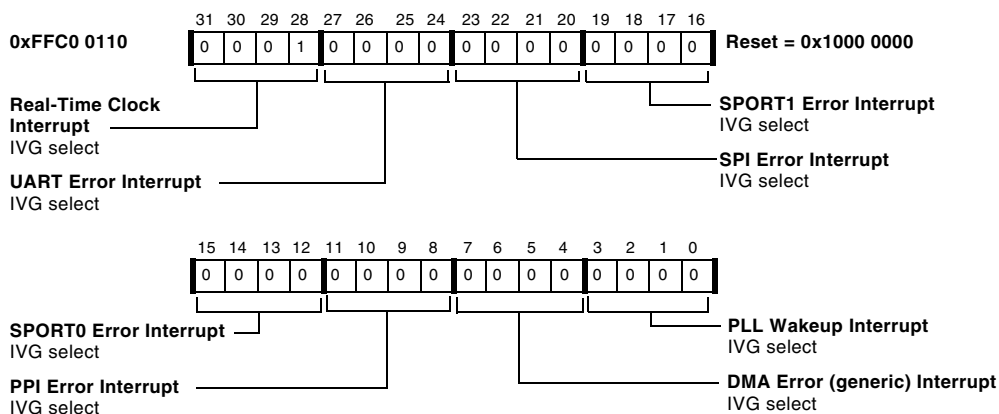 31 30 29 28 27 26 25 24 23 22 21 20 19 18 17 16
0xFFC0 0110
0 0 0 1 0 0 0 0 0 0 0 0 0 0 0 0
Reset = 0x1000 0000
Real-Time Clock
Interrupt
IVG select
SPORT1 Error Interrupt
IVG select
SPI Error Interrupt
IVG select
UART Error Interrupt
IVG select
15 14 13 12 11 10 9 8 7 6 5 4 3 2 1 0
0 0 0 0 0 0 0 0 0 0 0 0 0 0 0 0
SPORT0 Error Interrupt
IVG select
PLL Wakeup Interrupt
IVG select
PPI Error Interrupt
IVG select
DMA Error (generic) Interrupt
IVG select